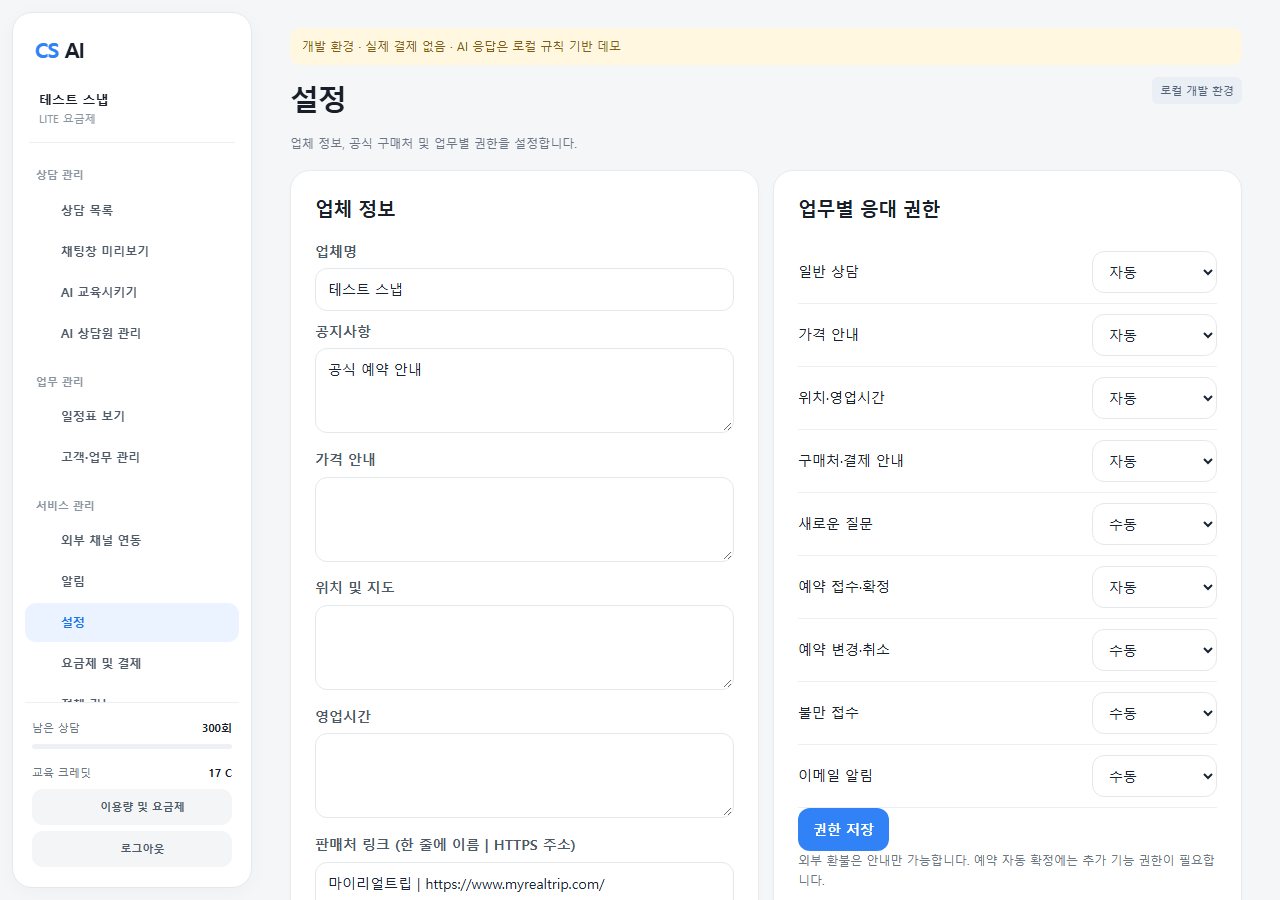 CS AI
테스트 스냅
LITE 요금제
상담 관리
상담 목록
채팅창 미리보기
AI 교육시키기
AI 상담원 관리
업무 관리
일정표 보기
고객·업무 관리
서비스 관리
외부 채널 연동
알림
설정
요금제 및 결제
남은 상담 300회
교육 크레딧 17 C
이용량 및 요금제
로그아웃
개발 환경 · 실제 결제 없음 · AI 응답은 로컬 규칙 기반 데모
설정
로컬 개발 환경
업체 정보, 공식 구매처 및 업무별 권한을 설정합니다.
업체 정보
업체명
테스트 스냅
공지사항
공식 예약 안내
가격 안내
위치 및 지도
영업시간
판매처 링크 (한 줄에 이름 | HTTPS 주소)
마이리얼트립 | https://www.myrealtrip.com/
업무별 응대 권한
일반 상담 자동
가격 안내 자동
위치·영업시간 자동
구매처·결제 안내 자동
새로운 질문 수동
예약 접수·확정 자동
예약 변경·취소 수동
불만 접수 수동
이메일 알림 수동
권한 저장
외부 환불은 안내만 가능합니다. 예약 자동 확정에는 추가 기능 권한이 필요합
니다.